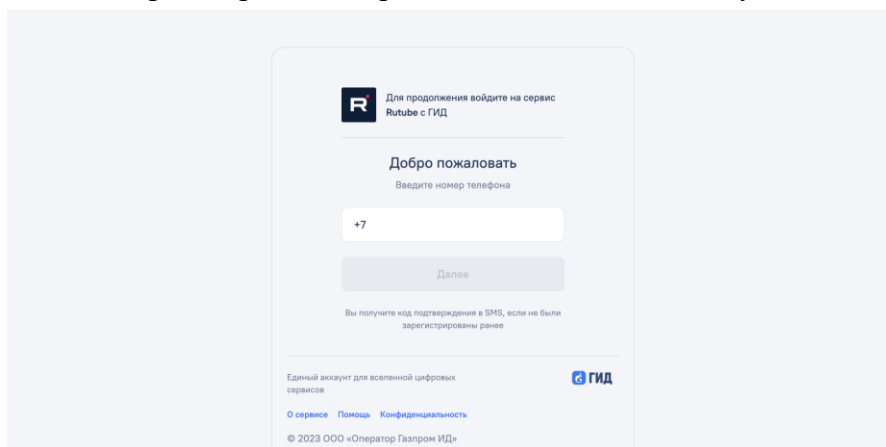 Для продолжения войдите на сервис
Rutube с ГИД
Добро пожаловать
Введите номер телефона
+7
Далее
Вы получите код подтверждения в SMS, если не были
зарегистрированы ранее
Единый аккаунт для вселенной цифровых
сервисов
ГИД
О сервисе Помощь Конфиденциальность
© 2023 ООО «Оператор Газпром ИД»